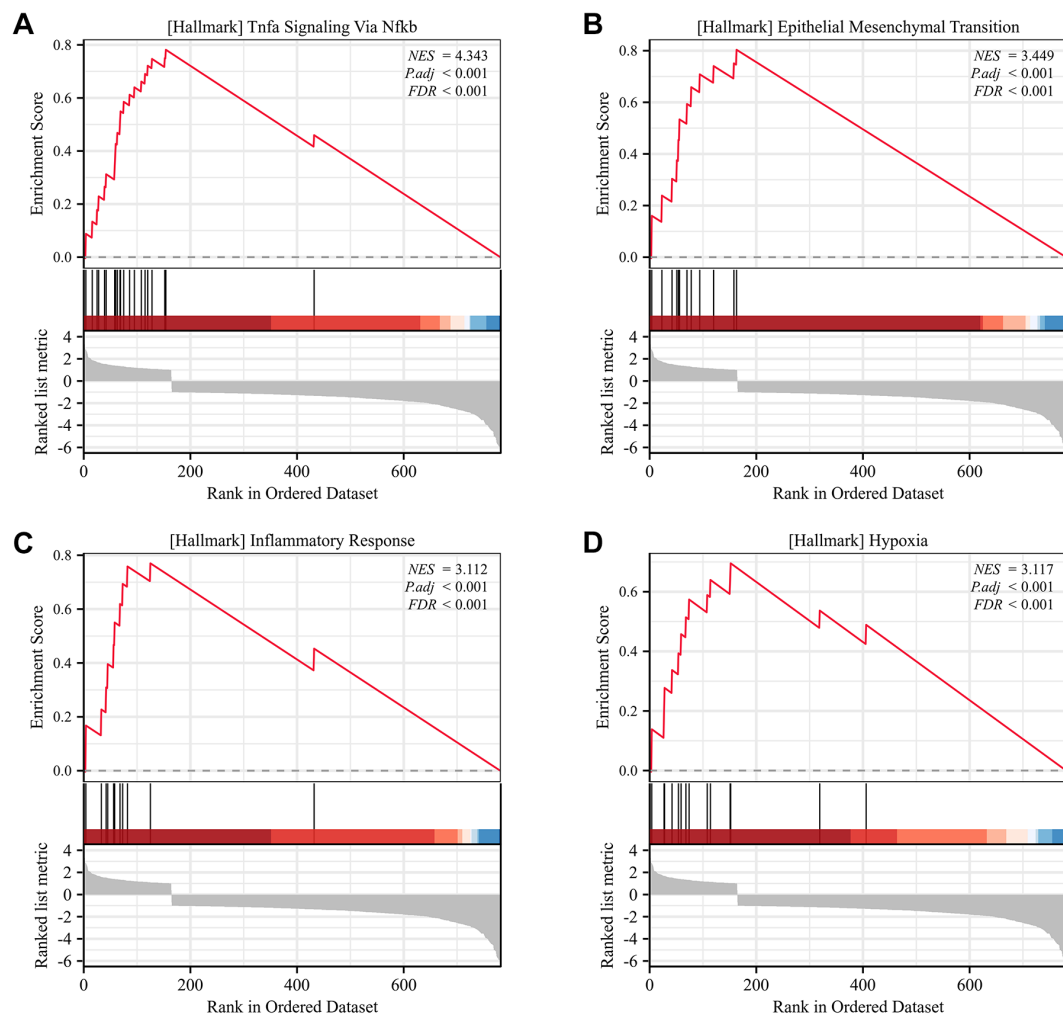 A
[Hallmark] Tnfa Signaling Via Nfkb
NES = 4.343
P.adj < 0.001
FDR < 0.001
Enrichment Score
0.8
0.6
0.4
0.2
0.0
Ranked list metric
4
2
0
-2
-4
-6
0 200 400 600
Rank in Ordered Dataset
B
[Hallmark] Epithelial Mesenchymal Transition
NES = 3.449
P.adj < 0.001
FDR < 0.001
Enrichment Score
0.8
0.6
0.4
0.2
0.0
Ranked list metric
4
2
0
-2
-4
-6
0 200 400 600
Rank in Ordered Dataset
C
[Hallmark] Inflammatory Response
NES = 3.112
P.adj < 0.001
FDR < 0.001
Enrichment Score
0.8
0.6
0.4
0.2
0.0
Ranked list metric
4
2
0
-2
-4
-6
0 200 400 600
Rank in Ordered Dataset
D
[Hallmark] Hypoxia
NES = 3.117
P.adj < 0.001
FDR < 0.001
Enrichment Score
0.6
0.4
0.2
0.0
Ranked list metric
4
2
0
-2
-4
-6
0 200 400 600
Rank in Ordered Dataset